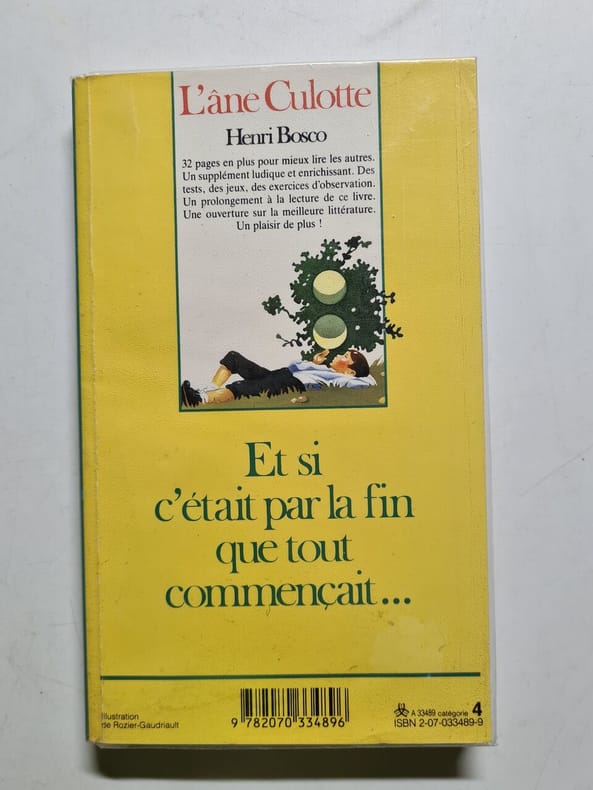 L'âne Culotte
Henri Bosco
32 pages en plus pour mieux lire les autres.
Un supplément ludique et enrichissant. Des
tests, des jeux, des exercices d'observation.
Un prolongement à la lecture de ce livre.
Une ouverture sur la meilleure littérature.
Un plaisir de plus !
Et si
c'était par la fin
que tout
commençait...
Illustration
de Rozier-Gaudriault
9 782070 334896
A 33489 catégorie 4
ISBN 2-07-033489-9